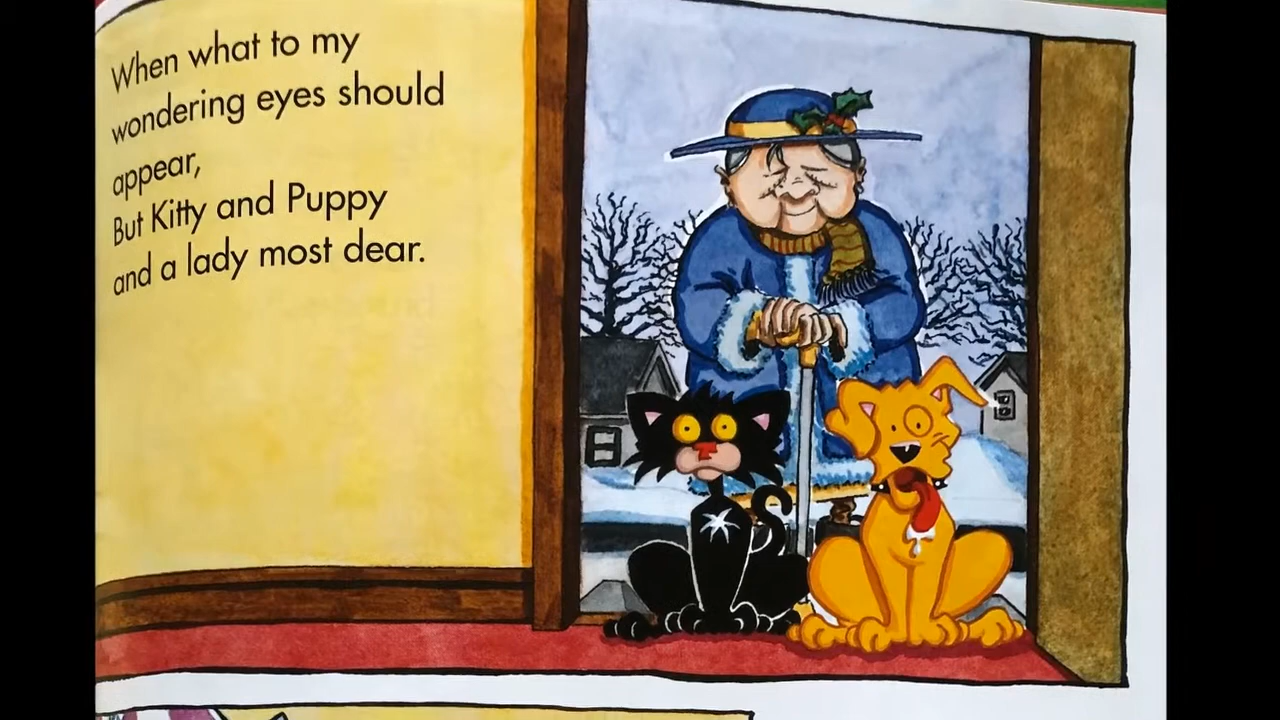 When what to my
wondering eyes should
appear,
But Kitty and Puppy
and a lady most dear.